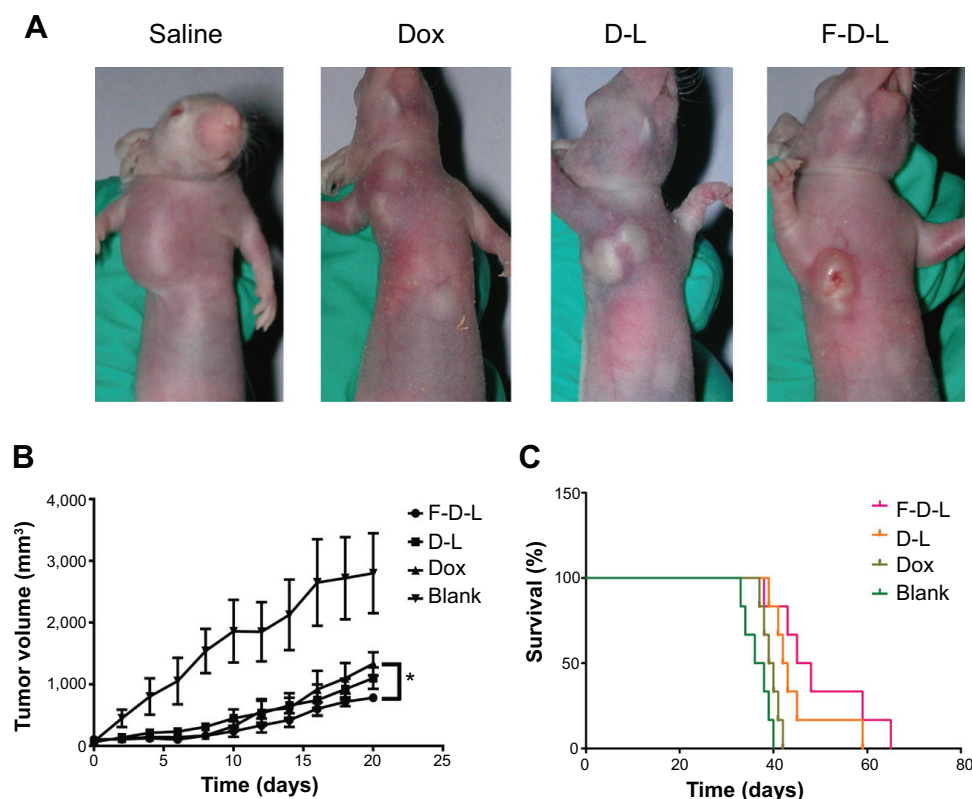 A
Saline Dox D-L F-D-L
B
Tumor volume (mm³)
4,000
3,000
2,000
1,000
0
0 5 10 15 20 25
Time (days)
F-D-L
D-L
Dox
Blank
*
C
Survival (%)
150
100
50
0
0 20 40 60 80
Time (days)
F-D-L
D-L
Dox
Blank